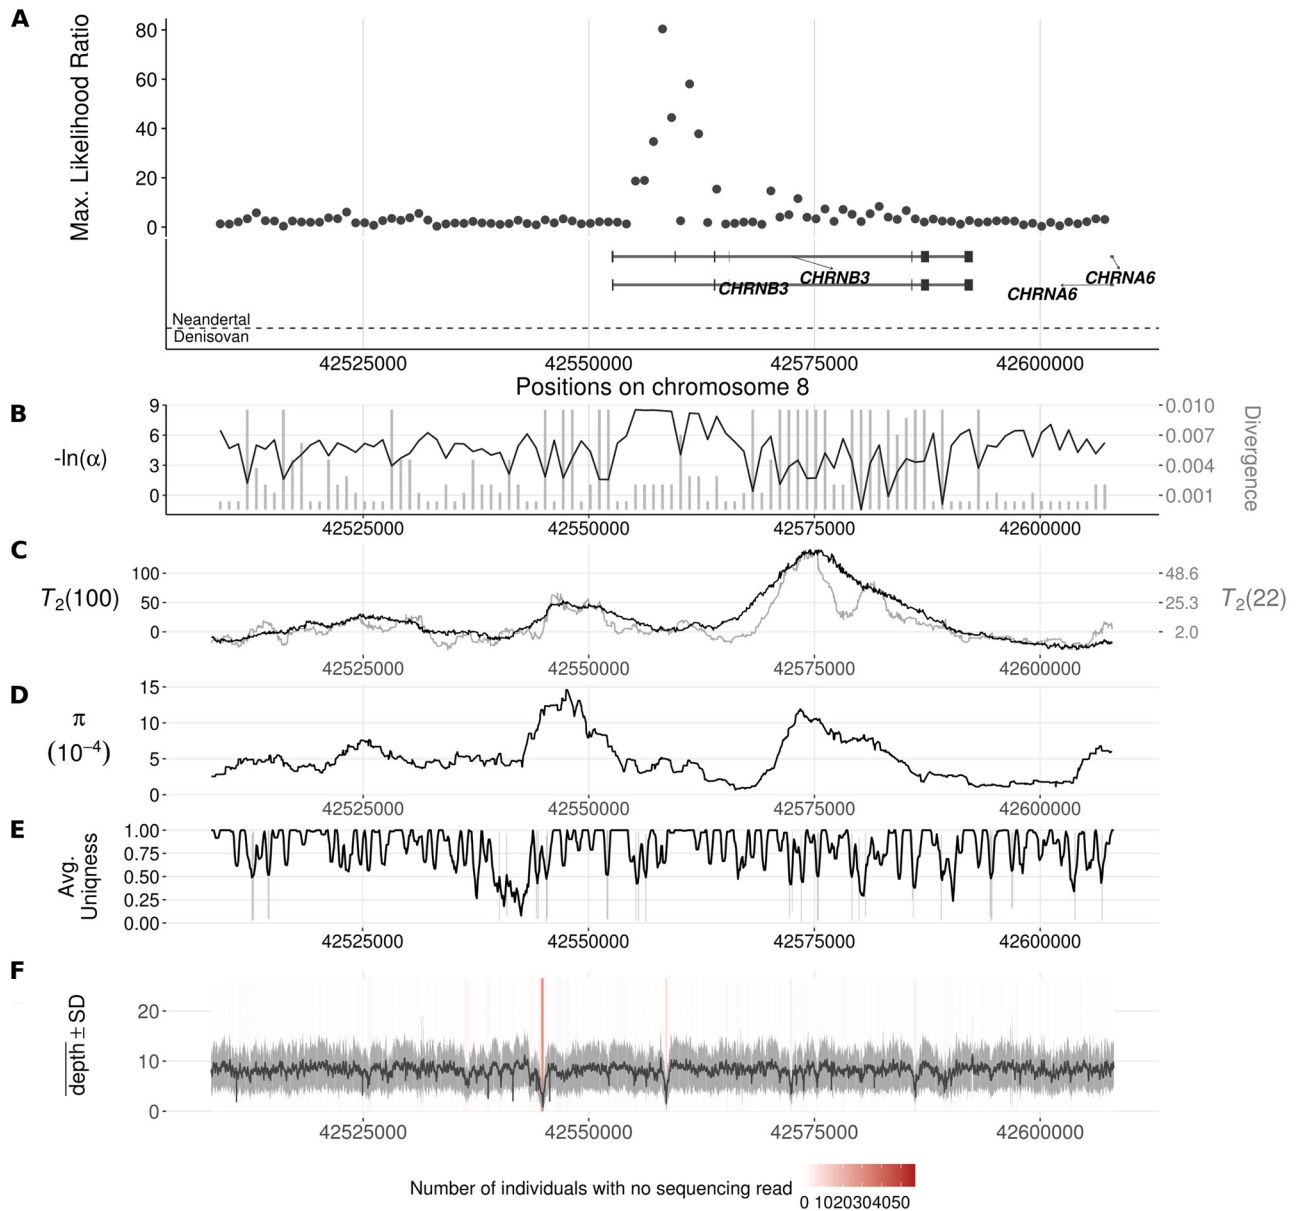 A
Max. Likelihood Ratio
80
60
40
20
0
CHRNB3
CHRNB3
CHRNA6
CHRNA6
Neandertal
Denisovan
42525000 42550000 42575000 42600000
Positions on chromosome 8
B
-ln(α)
9
6
3
0
0.010
0.007
0.004
0.001
Divergence
42525000 42550000 42575000 42600000
C
T2(100)
100
50
0
48.6
25.3
2.0
T2(22)
42525000 42550000 42575000 42600000
D
π
(10−4)
15
10
5
0
42525000 42550000 42575000 42600000
E
Avg.
Uniqness
1.00
0.75
0.50
0.25
0.00
42525000 42550000 42575000 42600000
F
depth ± SD
20
10
0
42525000 42550000 42575000 42600000
Number of individuals with no sequencing read
0 1020304050